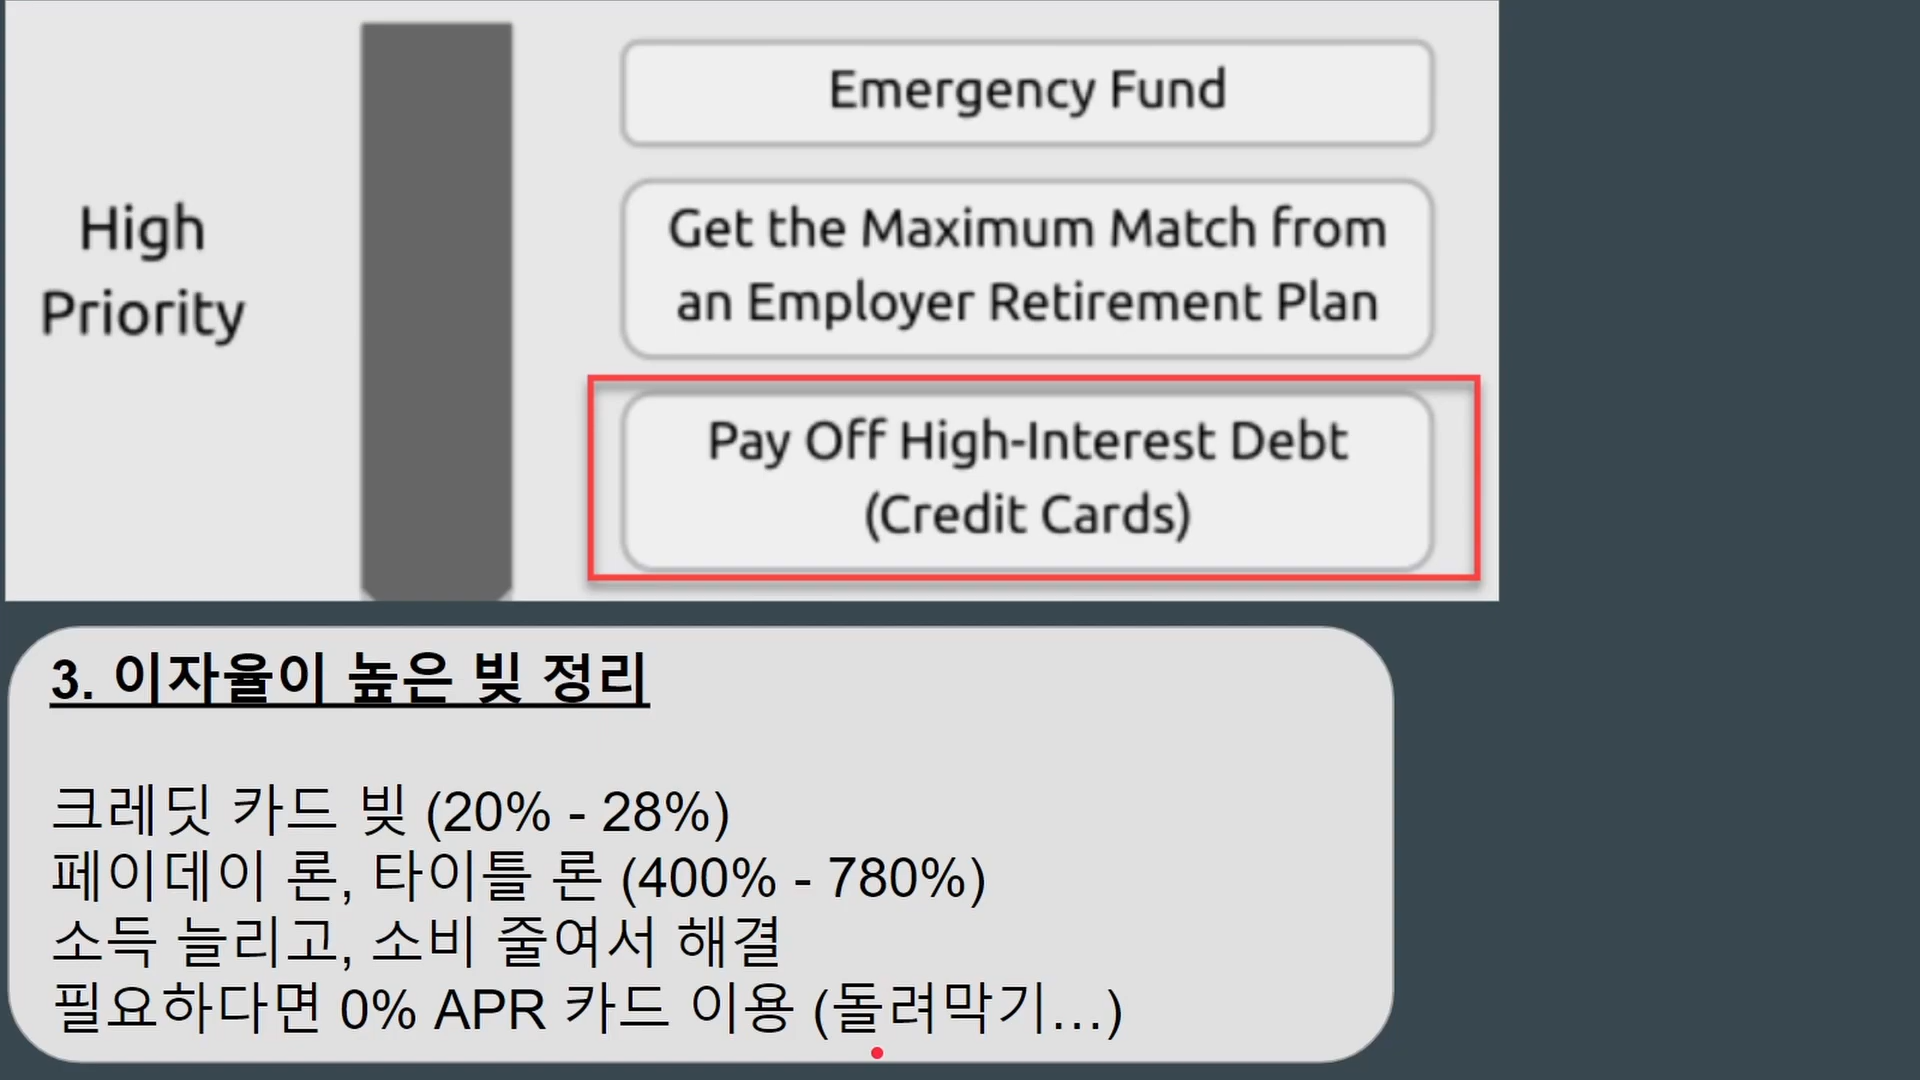 Emergency Fund
High
Priority
Get the Maximum Match from
an Employer Retirement Plan
Pay Off High-Interest Debt
(Credit Cards)
3. 이자율이 높은 빚 정리
크레딧 카드 빚 (20% - 28%)
페이데이 론, 타이틀 론 (400% - 780%)
소득 늘리고, 소비 줄여서 해결
필요하다면 0% APR 카드 이용 (돌려막기...)